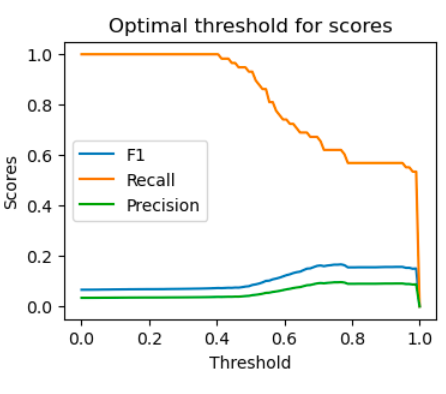 Optimal threshold for scores
1.0
0.8
0.6
0.4
0.2
0.0
Scores
F1
Recall
Precision
0.0 0.2 0.4 0.6 0.8 1.0
Threshold